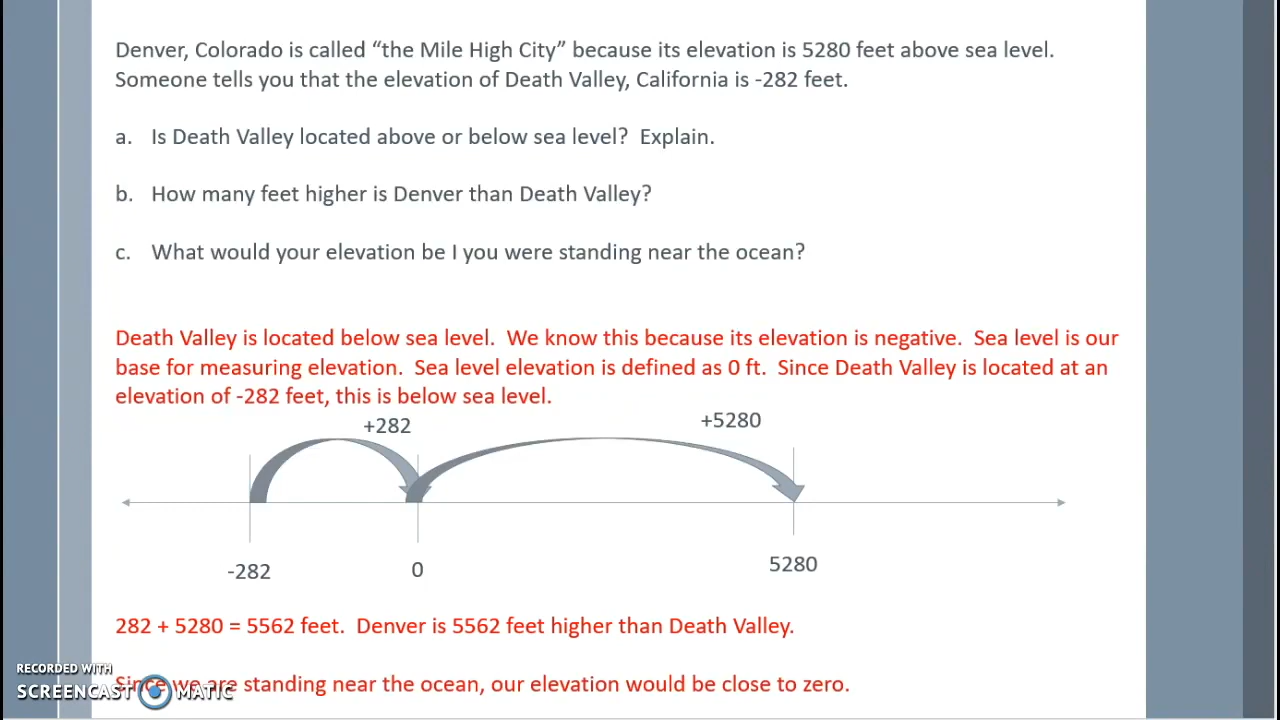 Denver, Colorado is called “the Mile High City” because its elevation is 5280 feet above sea level.
Someone tells you that the elevation of Death Valley, California is -282 feet.
a. Is Death Valley located above or below sea level? Explain.
b. How many feet higher is Denver than Death Valley?
c. What would your elevation be I you were standing near the ocean?
Death Valley is located below sea level. We know this because its elevation is negative. Sea level is our
base for measuring elevation. Sea level elevation is defined as 0 ft. Since Death Valley is located at an
elevation of -282 feet, this is below sea level.
+282 +5280
-282 0 5280
282 + 5280 = 5562 feet. Denver is 5562 feet higher than Death Valley.
RECORDED WITH
SCREENCAST MATIC
Since we are standing near the ocean, our elevation would be close to zero.